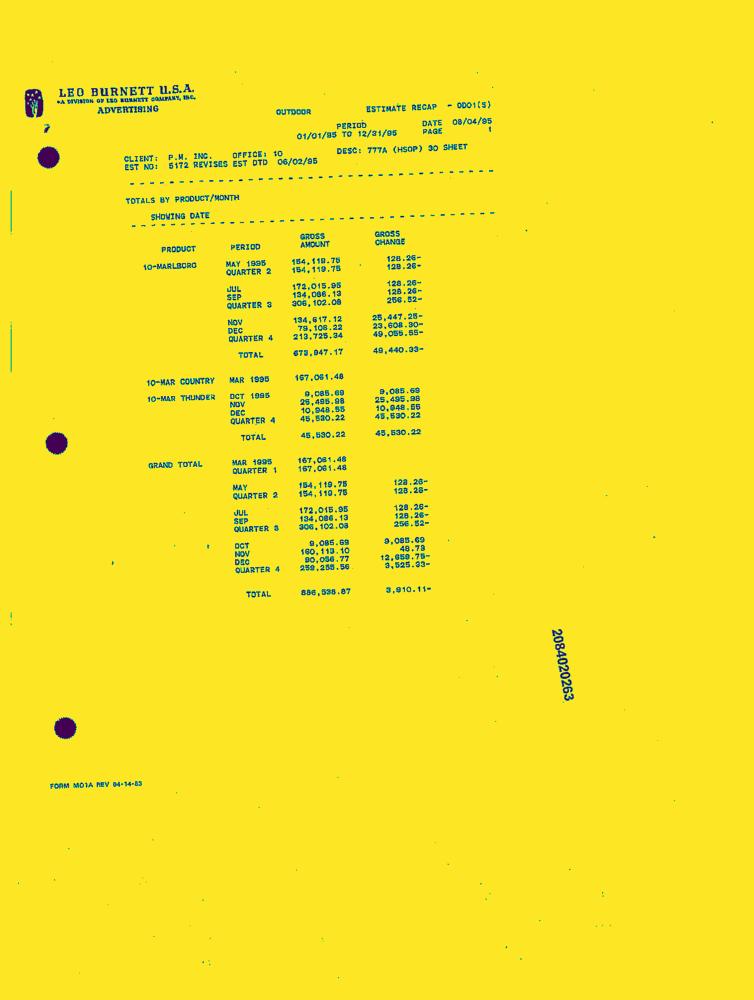 LEO BURNETT U.S.A.
A DIVISION OF LEO BURNETT COMPANY, INC.
ADVERTISING
OUTDOOR ESTIMATE RECAP - ODO1(S)
PERIOD DATE 08/04/95
01/01/95 TO 12/31/95 PAGE 1
CLIENT: P.M. INC. OFFICE: 10 DESC: 777A (HSOP) 30 SHEET
EST NO: 5172 REVISES EST DTD 06/02/95
TOTALS BY PRODUCT/MONTH
SHOWING DATE
GROSS GROSS
PRODUCT PERIOD AMOUNT CHANGE
10-MARLBORO MAY 1995 154,119.75 128.26-
QUARTER 2 154,119.75 128.26-
JUL 172,015.95 128.26-
SEP 134,086.13 128.26-
QUARTER 3 306,102.08 256.52-
NOV 134,617.12 25,447.25-
DEC 79,108.22 23,608.30-
QUARTER 4 213,725.34 49,055.55-
TOTAL 673,947.17 49,440.33-
10-MAR COUNTRY MAR 1995 167,061.48
10-MAR THUNDER OCT 1995 9,085.69 9,085.69
NOV 25,495.98 25,495.98
DEC 10,948.55 10,948.55
QUARTER 4 45,530.22 45,530.22
TOTAL 45,530.22 45,530.22
GRAND TOTAL MAR 1995 167,061.48
QUARTER 1 167,061.48
MAY 154,119.75 128.26-
QUARTER 2 154,119.75 128.26-
JUL 172,015.95 128.26-
SEP 134,086.13 128.26-
QUARTER 3 306,102.08 256.52-
OCT 9,085.69 9,085.69
NOV 160,113.10 48.73
DEC 90,056.77 12,659.75-
QUARTER 4 259,255.56 3,525.33-
TOTAL 886,538.87 3,910.11-
2084020263
FORM MO1A REV 04-14-83